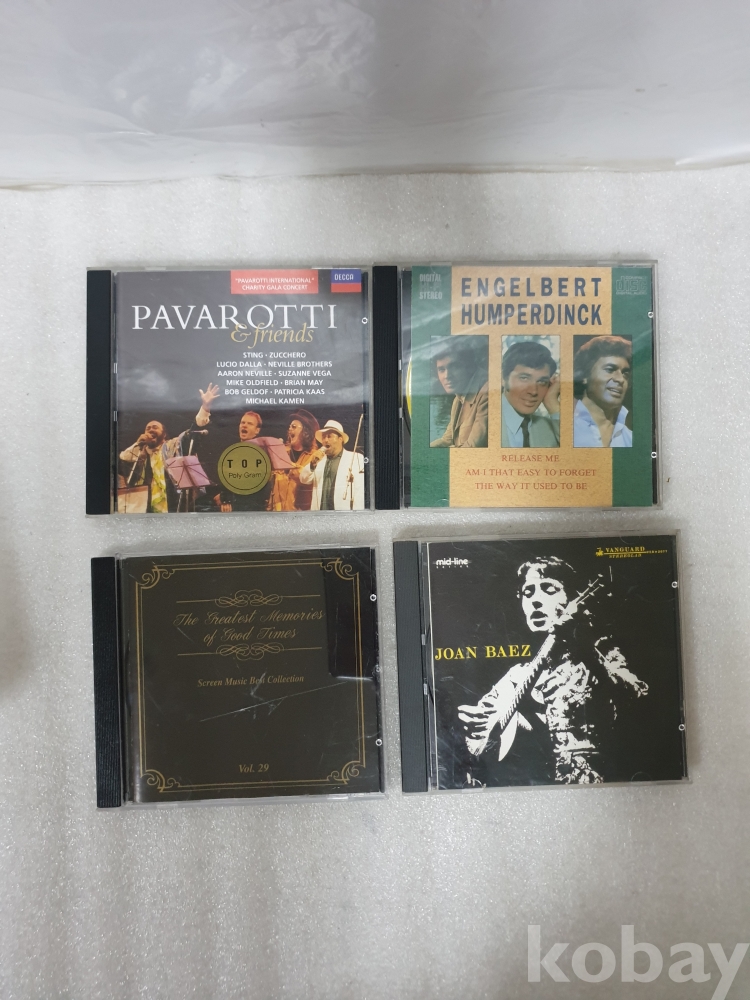 "PAVAROTTI INTERNATIONAL"
CHARITY GALA CONCERT
DECCA
PAVAROTTI
& friends
STING · ZUCCHERO
LUCIO DALLA · NEVILLE BROTHERS
AARON NEVILLE · SUZANNE VEGA
MIKE OLDFIELD · BRIAN MAY
BOB GELDOF · PATRICIA KAAS
MICHAEL KAMEN
TOP
PolyGram
DIGITAL
STEREO
ENGELBERT
HUMPERDINCK
RELEASE ME
AM I THAT EASY TO FORGET
THE WAY IT USED TO BE
The Greatest Memories
of Good Times
Screen Music Best Collection
Vol. 29
mid-line
VANGUARD
JOAN BAEZ
kobay